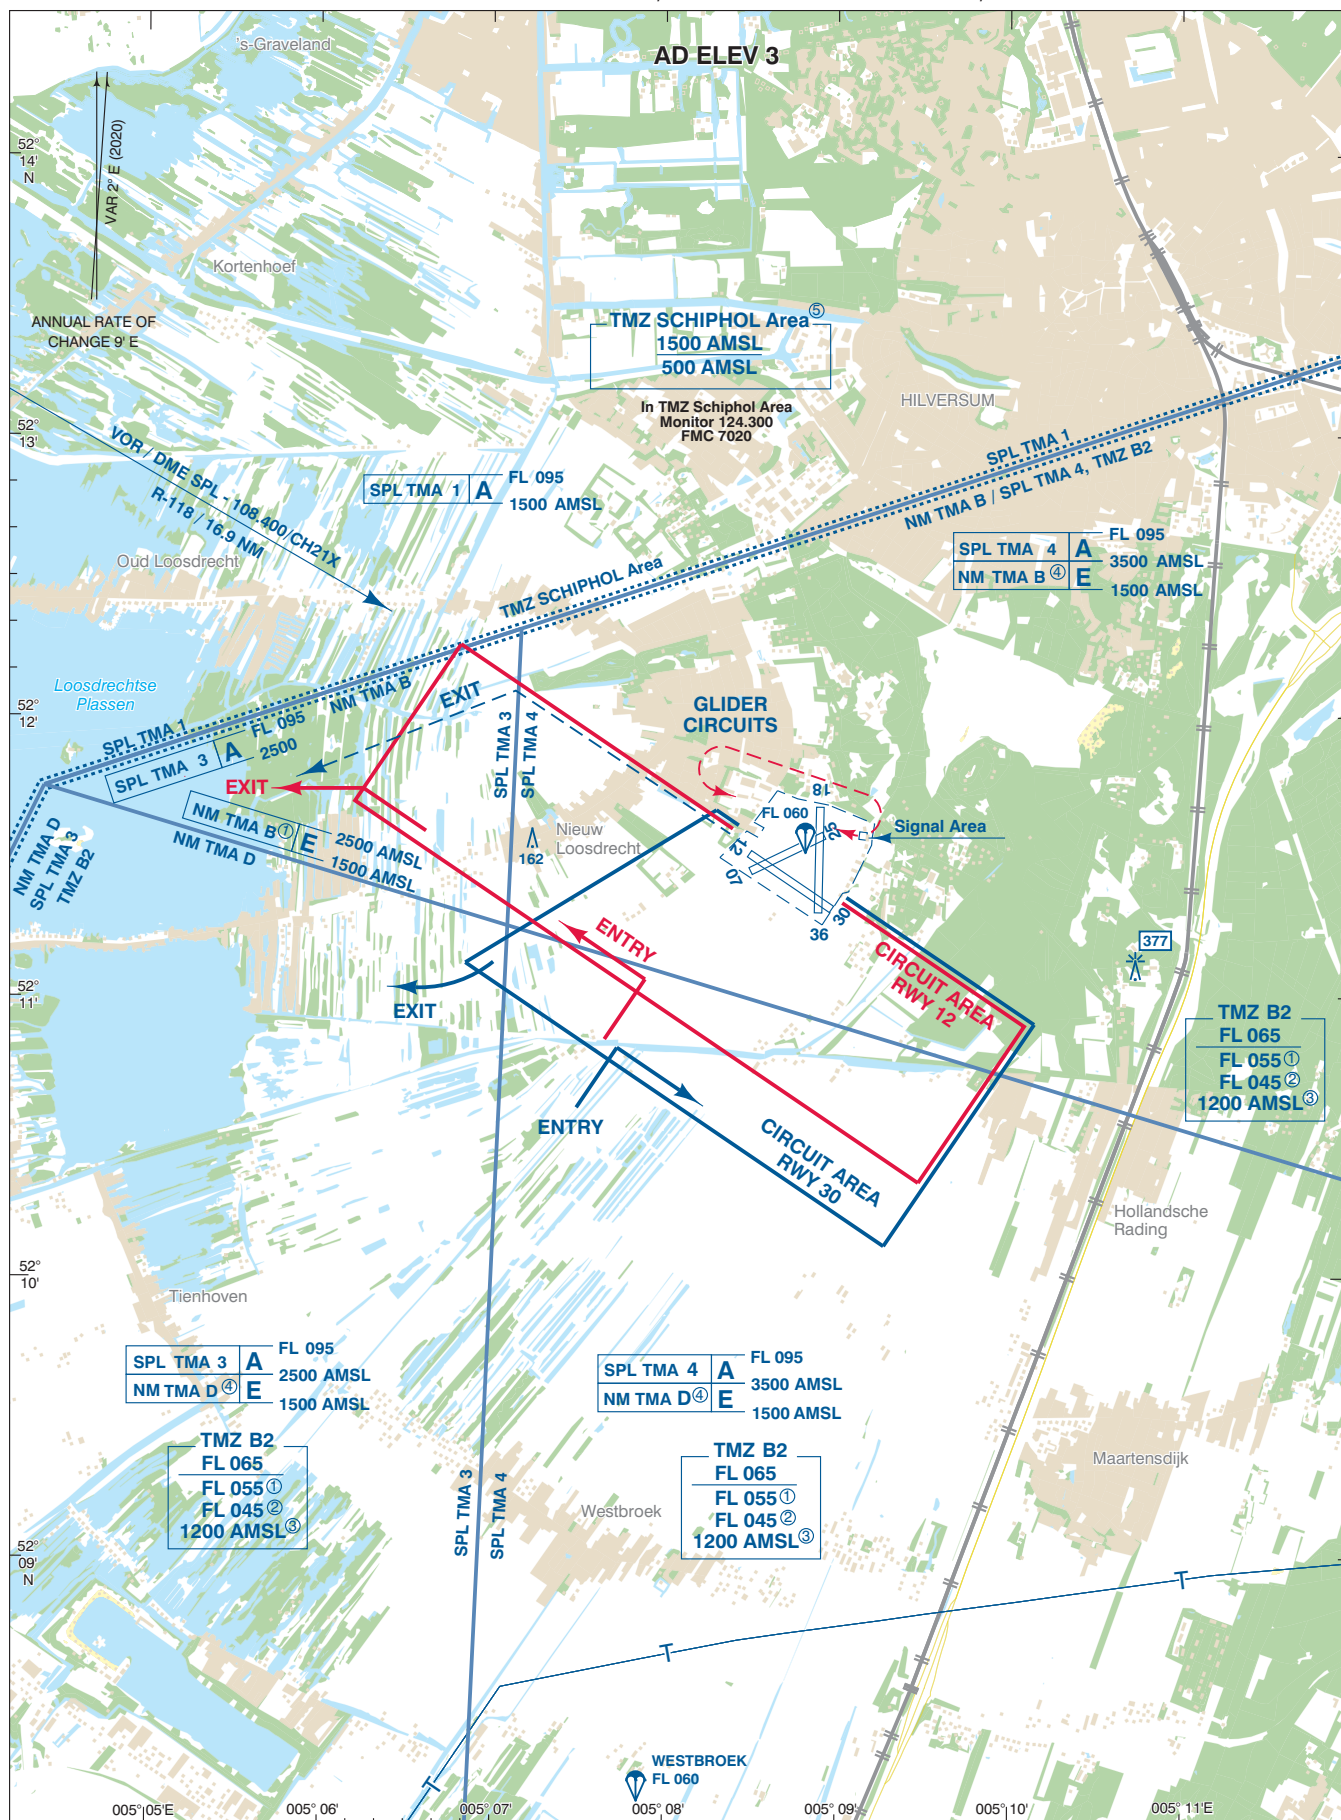 AD ELEV 3
's-Graveland
52°
14'
N
VAR 2° E (2020)
Kortenhoef
ANNUAL RATE OF
CHANGE 9' E
TMZ SCHIPHOL Area⑤
1500 AMSL
500 AMSL
In TMZ Schiphol Area
Monitor 124.300
FMC 7020
HILVERSUM
52°
13'
VOR / DME SPL - 108.400/CH21X
R-118 / 16.9 NM
SPL TMA 1 A FL 095
1500 AMSL
SPL TMA 1
NM TMA B / SPL TMA 4, TMZ B2
SPL TMA 4 A FL 095
3500 AMSL
NM TMA B④ E
1500 AMSL
Oud Loosdrecht
TMZ SCHIPHOL Area
Loosdrechtse
Plassen
52°
12'
SPL TMA 1
NM TMA B
EXIT
SPL TMA 3
SPL TMA 4
GLIDER
CIRCUITS
SPL TMA 3 A FL 095
2500
EXIT
NM TMA B① E 2500 AMSL
1500 AMSL
NM TMA D
NM TMA D
SPL TMA 3
TMZ B2
162
Nieuw
Loosdrecht
FL 060
18
25
Signal Area
12
07
30
36
377
ENTRY
CIRCUIT AREA
RWY 12
52°
11'
EXIT
TMZ B2
FL 065
FL 055①
FL 045②
1200 AMSL③
ENTRY
CIRCUIT AREA
RWY 30
Hollandsche
Rading
52°
10'
Tienhoven
SPL TMA 3 A FL 095
2500 AMSL
NM TMA D④ E
1500 AMSL
SPL TMA 4 A FL 095
3500 AMSL
NM TMA D④ E
1500 AMSL
TMZ B2
FL 065
FL 055①
FL 045②
1200 AMSL③
SPL TMA 3
SPL TMA 4
TMZ B2
FL 065
FL 055①
FL 045②
1200 AMSL③
Maartensdijk
Westbroek
52°
09'
N
T
T
T
WESTBROEK
FL 060
005° 05'E
005° 06'
005° 07'
005° 08'
005° 09'
005° 10'
005° 11'E